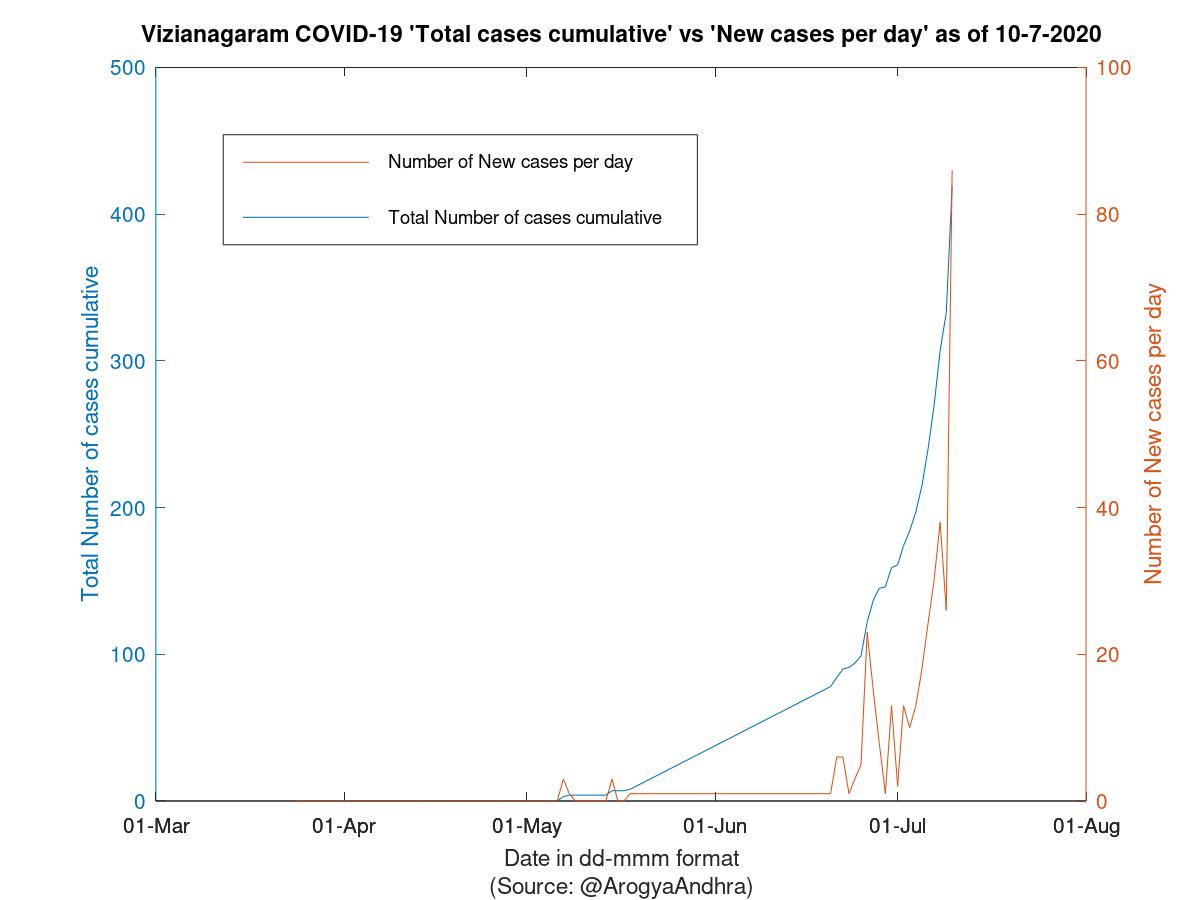 Vizianagaram COVID-19 'Total cases cumulative' vs 'New cases per day' as of 10-7-2020
500
400
300
200
100
0
Total Number of cases cumulative
Number of New cases per day
Total Number of cases cumulative
100
80
60
40
20
0
Number of New cases per day
01-Mar 01-Apr 01-May 01-Jun 01-Jul 01-Aug
Date in dd-mmm format
(Source: @ArogyaAndhra)